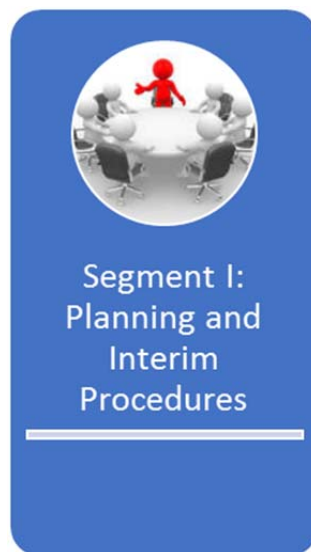 Segment I:
Planning and
Interim
Procedures